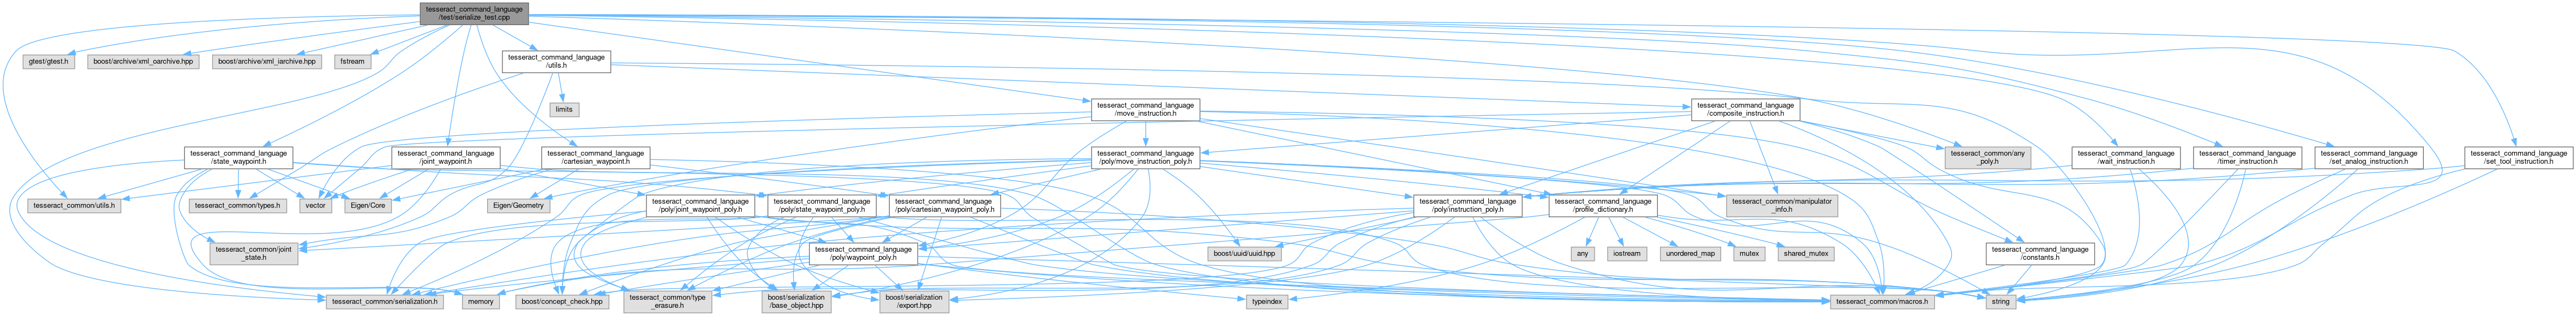 tesseract_command_language
/test/serialize_test.cpp
gtest/gtest.h
boost/archive/xml_oarchive.hpp
boost/archive/xml_iarchive.hpp
fstream
tesseract_command_language
/utils.h
limits
tesseract_command_language
/move_instruction.h
tesseract_command_language
/composite_instruction.h
tesseract_command_language
/state_waypoint.h
tesseract_command_language
/joint_waypoint.h
tesseract_command_language
/cartesian_waypoint.h
tesseract_command_language
/poly/move_instruction_poly.h
tesseract_common/any
_poly.h
tesseract_command_language
/wait_instruction.h
tesseract_command_language
/timer_instruction.h
tesseract_command_language
/set_analog_instruction.h
tesseract_command_language
/set_tool_instruction.h
tesseract_common/utils.h
tesseract_common/types.h
vector
Eigen/Core
Eigen/Geometry
tesseract_command_language
/poly/joint_waypoint_poly.h
tesseract_command_language
/poly/state_waypoint_poly.h
tesseract_command_language
/poly/cartesian_waypoint_poly.h
tesseract_command_language
/poly/instruction_poly.h
tesseract_command_language
/profile_dictionary.h
tesseract_common/manipulator
_info.h
tesseract_common/joint
_state.h
tesseract_command_language
/poly/waypoint_poly.h
boost/uuid/uuid.hpp
any
iostream
unordered_map
mutex
shared_mutex
tesseract_command_language
/constants.h
tesseract_common/serialization.h
memory
boost/concept_check.hpp
tesseract_common/type
_erasure.h
boost/serialization
/base_object.hpp
boost/serialization
/export.hpp
typeindex
tesseract_common/macros.h
string